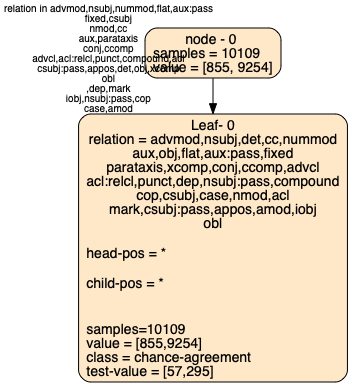 relation in advmod,nsubj,nummod,flat,aux:pass
fixed,csubj
nmod,cc
aux,parataxis
conj,ccomp
advcl,acl:relcl,punct,compound,acl
csubj:pass,appos,det,obj,xcomp
obl
,dep,mark
iobj,nsubj:pass,cop
case,amod
node - 0
samples = 10109
value = [855, 9254]
Leaf- 0
relation = advmod,nsubj,det,cc,nummod
aux,obj,flat,aux:pass,fixed
parataxis,xcomp,conj,ccomp,advcl
acl:relcl,punct,dep,nsubj:pass,compound
cop,csubj,case,nmod,acl
mark,csubj:pass,appos,amod,iobj
obl
head-pos = *
child-pos = *
samples=10109
value = [855,9254]
class = chance-agreement
test-value = [57,295]